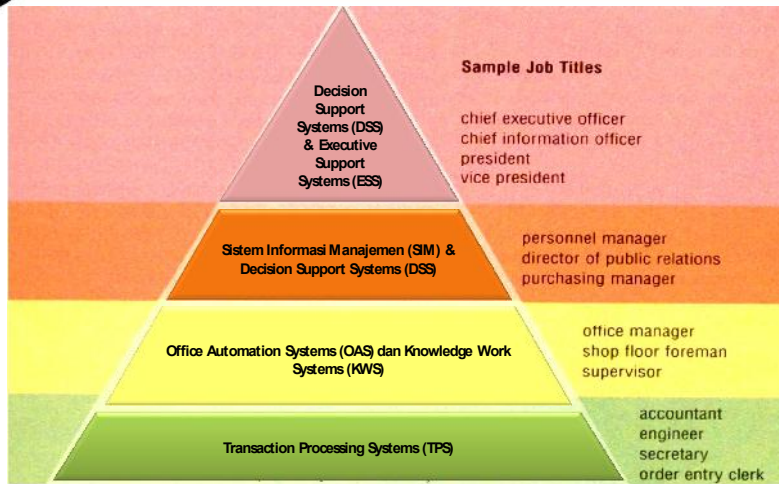 Decision
Support
Systems (DSS)
& Executive
Support
Systems (ESS)
Sample Job Titles
chief executive officer
chief information officer
president
vice president
Sistem Informasi Manajemen (SIM) &
Decision Support Systems (DSS)
personnel manager
director of public relations
purchasing manager
Office Automation Systems (OAS) dan Knowledge Work
Systems (KWS)
office manager
shop floor foreman
supervisor
Transaction Processing Systems (TPS)
accountant
engineer
secretary
order entry clerk